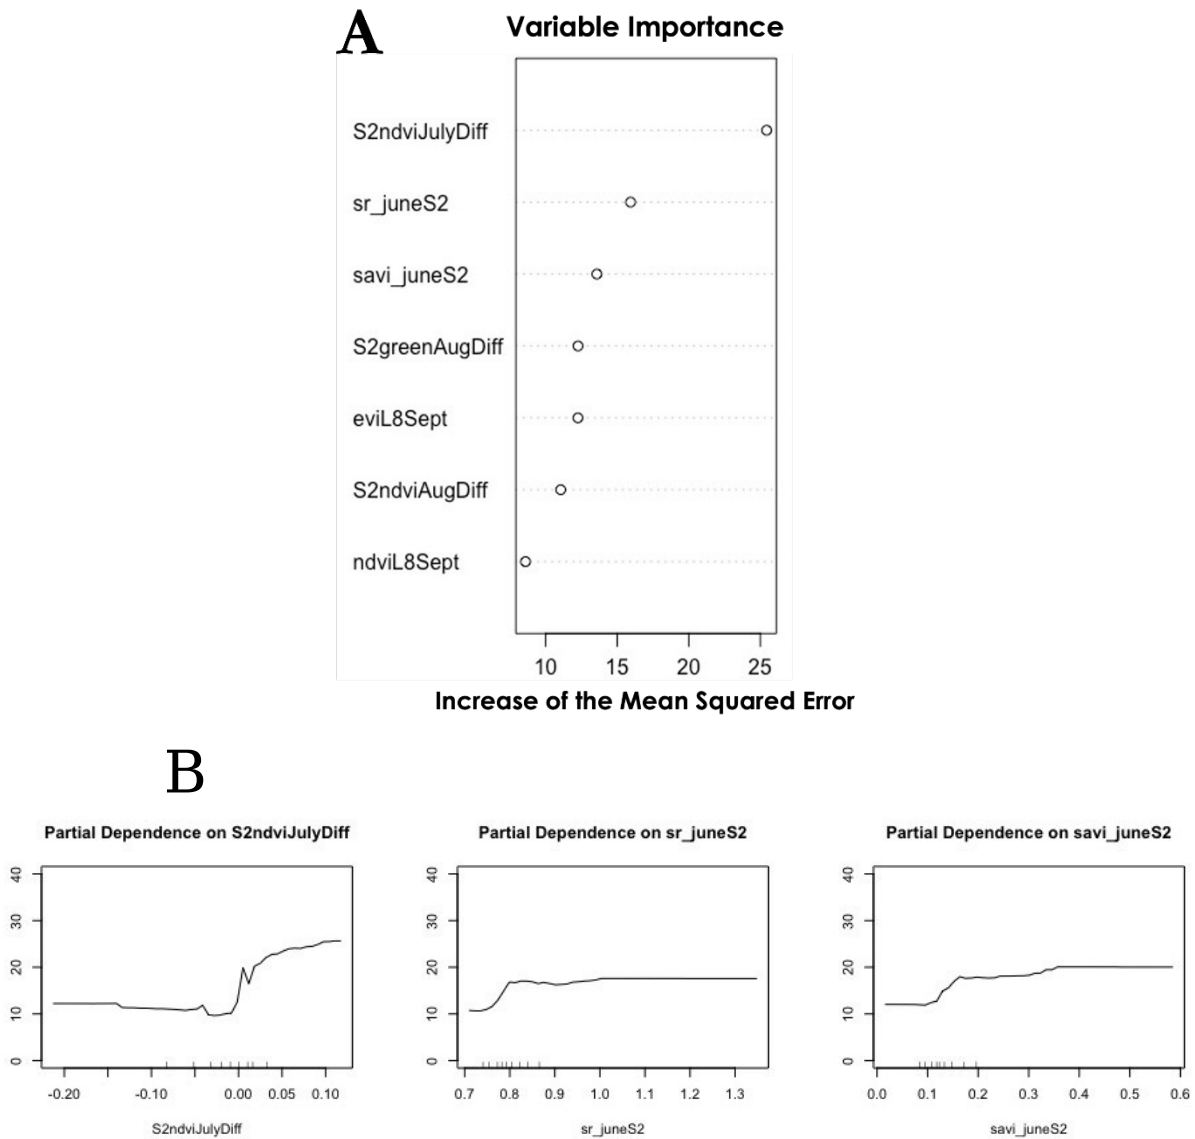 A
Variable Importance
S2ndviJulyDiff
sr_juneS2
savi_juneS2
S2greenAugDiff
eviL8Sept
S2ndviAugDiff
ndviL8Sept
10 15 20 25
Increase of the Mean Squared Error
B
Partial Dependence on S2ndviJulyDiff
40
30
20
10
0
-0.20 -0.10 0.00 0.05 0.10
S2ndviJulyDiff
Partial Dependence on sr_juneS2
40
30
20
10
0
0.7 0.8 0.9 1.0 1.1 1.2 1.3
sr_juneS2
Partial Dependence on savi_juneS2
40
30
20
10
0
0.0 0.1 0.2 0.3 0.4 0.5 0.6
savi_juneS2